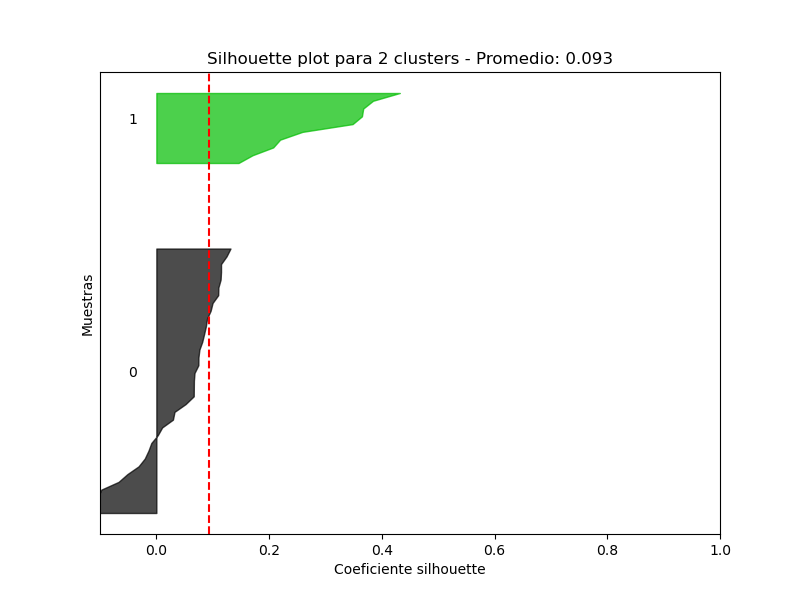 Silhouette plot para 2 clusters - Promedio: 0.093
1
0
Muestras
0.0 0.2 0.4 0.6 0.8 1.0
Coeficiente silhouette